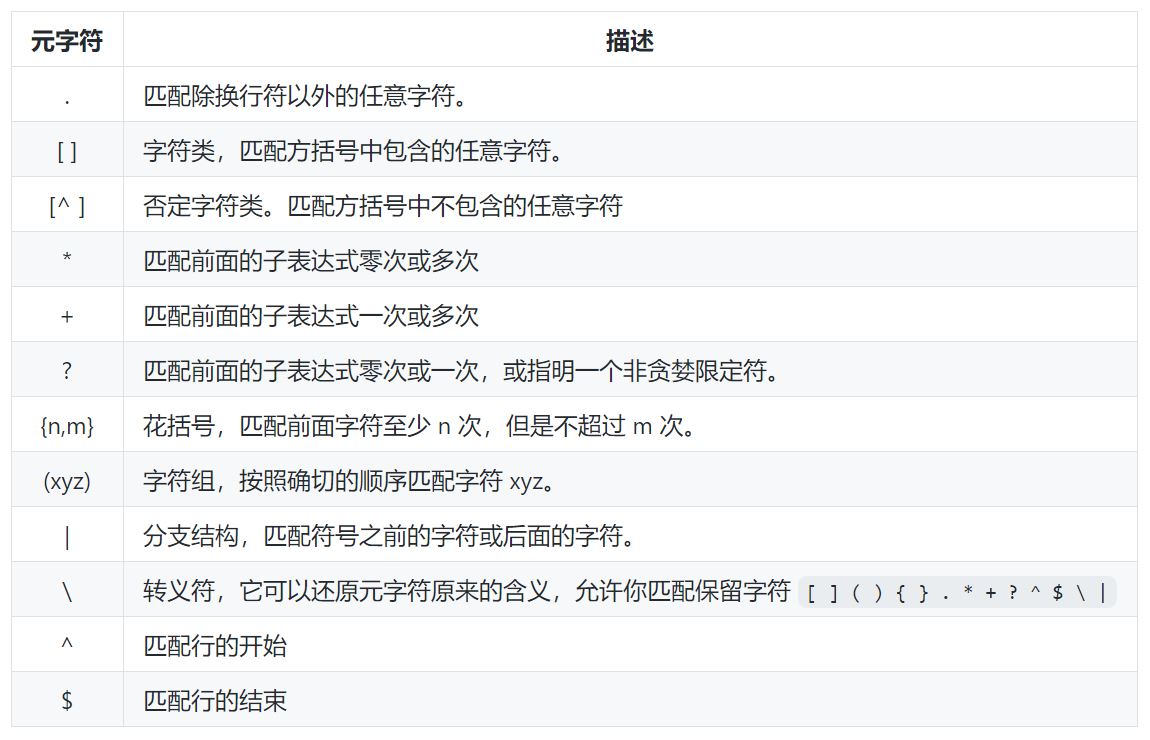 元字符 描述
. 匹配除换行符以外的任意字符。
[ ] 字符类，匹配方括号中包含的任意字符。
[^ ] 否定字符类。匹配方括号中不包含的任意字符
* 匹配前面的子表达式零次或多次
+ 匹配前面的子表达式一次或多次
? 匹配前面的子表达式零次或一次，或指明一个非贪婪限定符。
{n,m} 花括号，匹配前面字符至少 n 次，但是不超过 m 次。
(xyz) 字符组，按照确切的顺序匹配字符 xyz。
| 分支结构，匹配符号之前的字符或后面的字符。
\ 转义符，它可以还原元字符原来的含义，允许你匹配保留字符 [ ] ( ) { } . * + ? ^ $ \ |
^ 匹配行的开始
$ 匹配行的结束